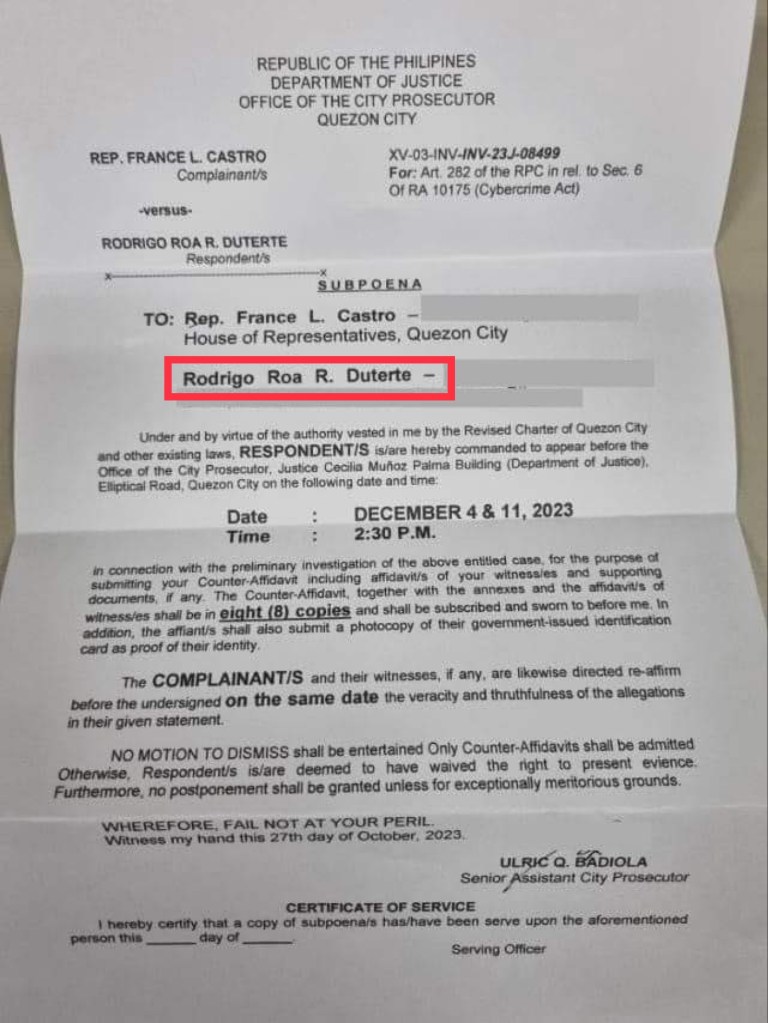 REPUBLIC OF THE PHILIPPINES
DEPARTMENT OF JUSTICE
OFFICE OF THE CITY PROSECUTOR
QUEZON CITY
REP. FRANCE L. CASTRO
Complainant/s
XV-03-INV-INV-23J-08499
For: Art. 282 of the RPC in rel. to Sec. 6
Of RA 10175 (Cybercrime Act)
-versus-
RODRIGO ROA R. DUTERTE
Respondent/s
x-----------------------------------------x
SUBPOENA
TO: Rep. France L. Castro –
House of Representatives, Quezon City
Rodrigo Roa R. Duterte –
Under and by virtue of the authority vested in me by the Revised Charter of Quezon City
and other existing laws, RESPONDENT/S is/are hereby commanded to appear before the
Office of the City Prosecutor, Justice Cecilia Muñoz Palma Building (Department of Justice),
Elliptical Road, Quezon City on the following date and time:
Date : DECEMBER 4 & 11, 2023
Time : 2:30 P.M.
in connection with the preliminary investigation of the above entitled case, for the purpose of
submitting your Counter-Affidavit including affidavit/s of your witness/es and supporting
documents, if any. The Counter-Affidavit, together with the annexes and the affidavit/s of
witness/es shall be in eight (8) copies and shall be subscribed and sworn to before me. In
addition, the affiant/s shall also submit a photocopy of their government-issued identification
card as proof of their identity.
The COMPLAINANT/S and their witnesses, if any, are likewise directed re-affirm
before the undersigned on the same date the veracity and thruthfulness of the allegations
in their given statement.
NO MOTION TO DISMISS shall be entertained Only Counter-Affidavits shall be admitted
Otherwise, Respondent/s is/are deemed to have waived the right to present evience.
Furthermore, no postponement shall be granted unless for exceptionally meritorious grounds.
WHEREFORE, FAIL NOT AT YOUR PERIL.
Witness my hand this 27th day of October, 2023.
ULRIC Q. BADIOLA
Senior Assistant City Prosecutor
CERTIFICATE OF SERVICE
I hereby certify that a copy of subpoena/s has/have been serve upon the aforementioned
person this _______ day of _______.
Serving Officer